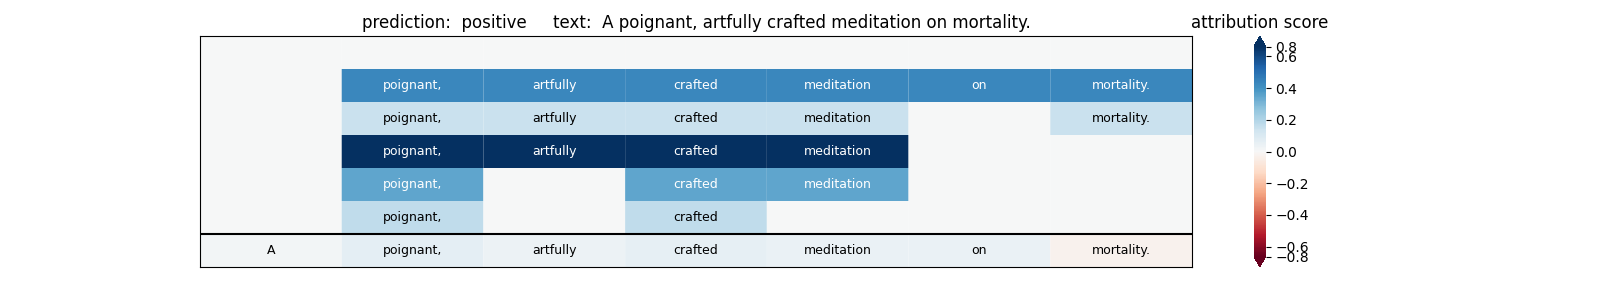 prediction:  positive     text:  A poignant, artfully crafted meditation on mortality.
attribution score
poignant, artfully crafted meditation on mortality.
poignant, artfully crafted meditation mortality.
poignant, artfully crafted meditation
poignant, crafted meditation
poignant, crafted
A poignant, artfully crafted meditation on mortality.
0.8
0.6
0.4
0.2
0.0
−0.2
−0.4
−0.6
−0.8